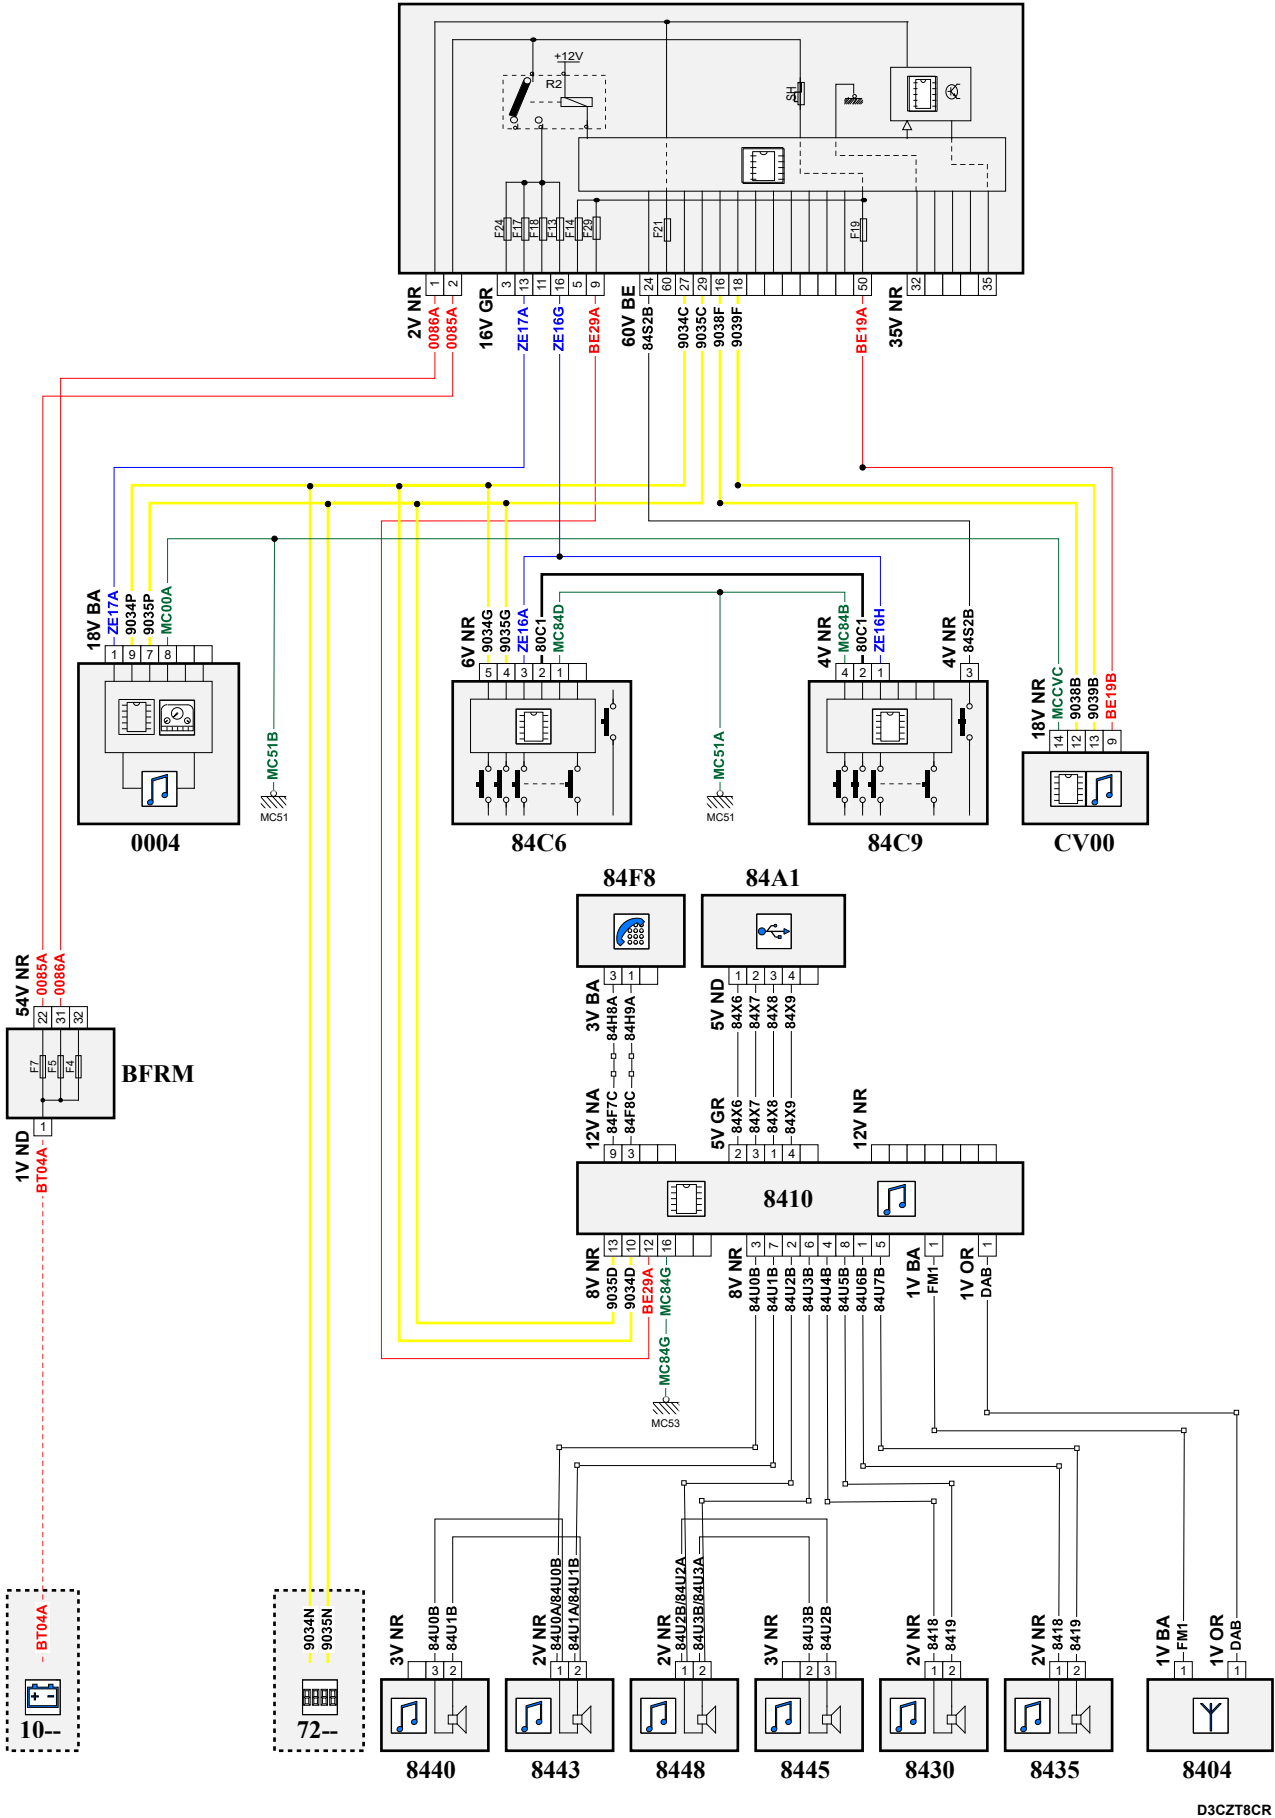 +12V
R2
SH
F24
F17
F18
F13
F14
F29
F21
F19
2V NR
1
2
16V GR
3
13
11
16
5
9
60V BE
24
60
27
29
16
18
50
35V NR
32
35
0086A
0085A
ZE17A
ZE16G
BE29A
84S2B
9034C
9035C
9038F
9039F
BE19A
18V BA
ZE17A
9034P
9035P
MC00A
1
9
7
8
0004
MC51B
MC51
6V NR
9034G
9035G
ZE16A
80C1
MC84D
5
4
3
2
1
84C6
MC51A
MC51
4V NR
MC84B
80C1
ZE16H
4
2
1
4V NR
84S2B
3
84C9
18V NR
MCCVC
9038B
9039B
BE19B
14
12
13
9
CV00
84F8
3
1
3V BA
84H8A
84H9A
84A1
1
2
3
4
5V ND
84X6
84X7
84X8
84X9
54V NR
0085A
0086A
22
31
32
F7
F5
F4
BFRM
1
1V ND
BT04A
12V NA
84F7C
84F8C
9
3
5V GR
84X6
84X7
84X8
84X9
2
3
1
4
12V NR
8410
8V NR
13
10
12
16
9035D
9034D
BE29A
MC84G
MC84G
MC53
8V NR
3
7
2
6
4
8
1
5
84U0B
84U1B
84U2B
84U3B
84U4B
84U5B
84U6B
84U7B
1V BA
1
FM1
1V OR
1
DAB
BT04A
10--
9034N
9035N
72--
3V NR
84U0B
84U1B
3
2
8440
2V NR
84U0A/84U0B
84U1A/84U1B
1
2
8443
2V NR
84U2B/84U2A
84U3B/84U3A
1
2
8448
3V NR
84U3B
84U2B
2
3
8445
2V NR
8418
8419
1
2
8430
2V NR
8418
8419
1
2
8435
1V BA
FM1
1
1V OR
DAB
1
8404
D3CZT8CR